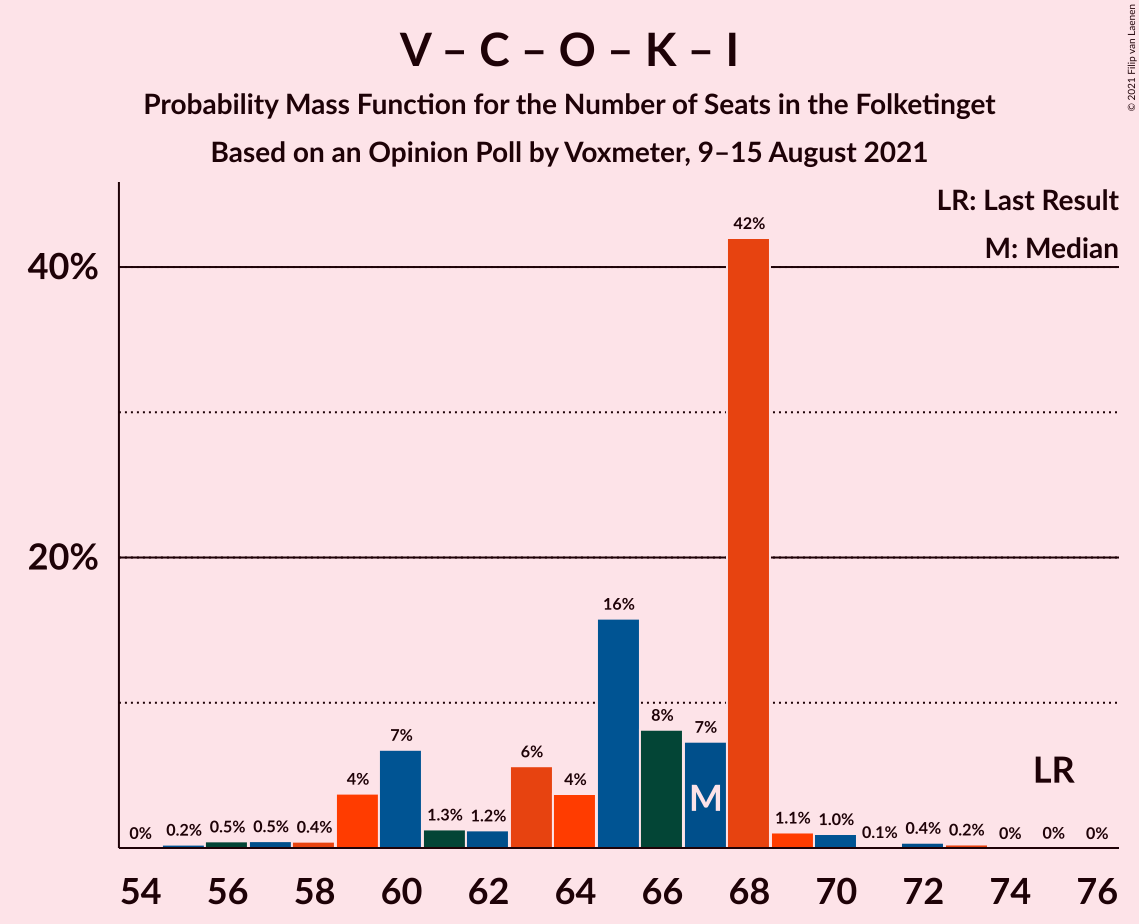 V – C – O – K – I
Probability Mass Function for the Number of Seats in the Folketinget
Based on an Opinion Poll by Voxmeter, 9–15 August 2021
© 2021 Filip van Laenen
LR: Last Result
M: Median
40%
20%
0%
0.2%
0.5%
0.5%
0.4%
4%
7%
1.3%
1.2%
6%
4%
16%
8%
7%
42%
1.1%
1.0%
0.1%
0.4%
0.2%
0%
0%
0%
M
LR
54 56 58 60 62 64 66 68 70 72 74 76